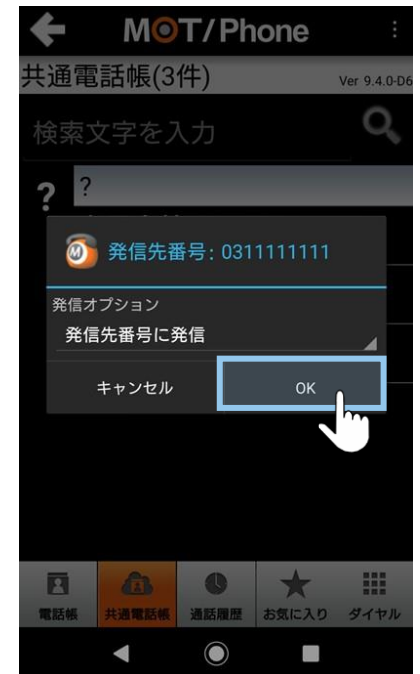 MOT/Phone
共通電話帳(3件)
Ver 9.4.0-D6
検索文字を入力
?
?
M
発信先番号: 0311111111
発信オプション
発信先番号に発信
キャンセル
OK
電話帳
共通電話帳
通話履歴
お気に入り
ダイヤル